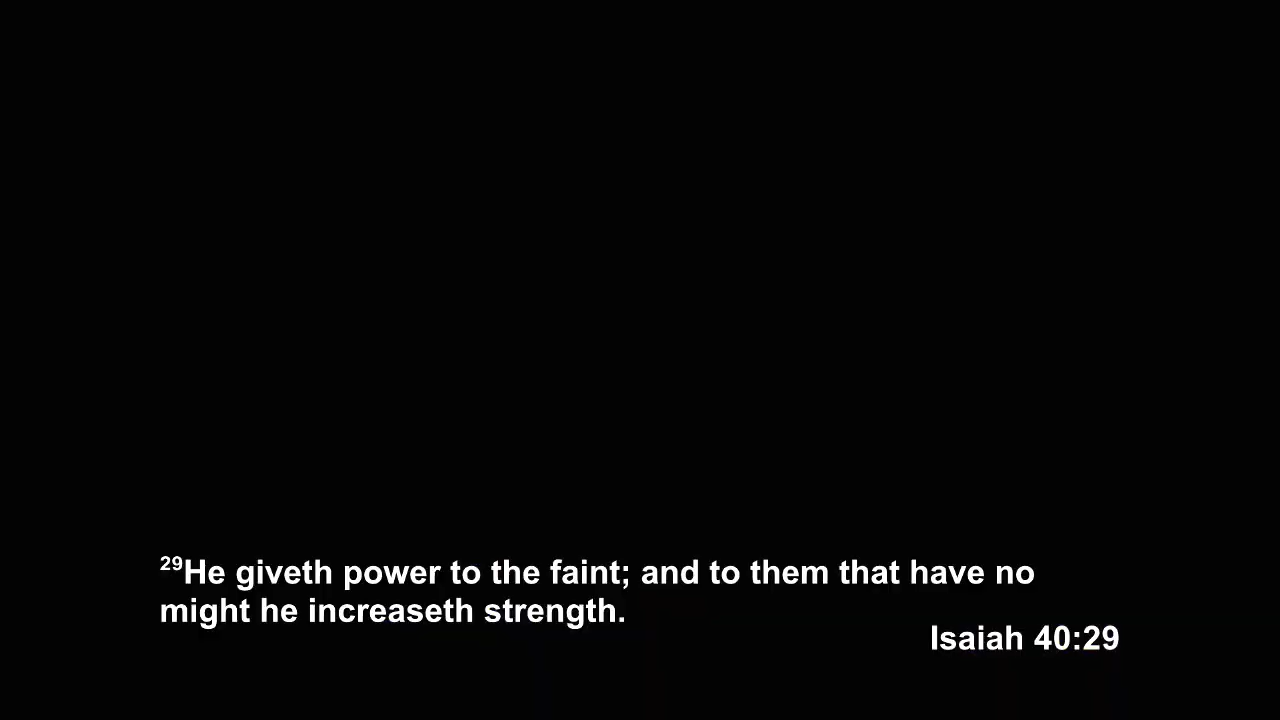 ²⁹He giveth power to the faint; and to them that have no
might he increaseth strength.
Isaiah 40:29